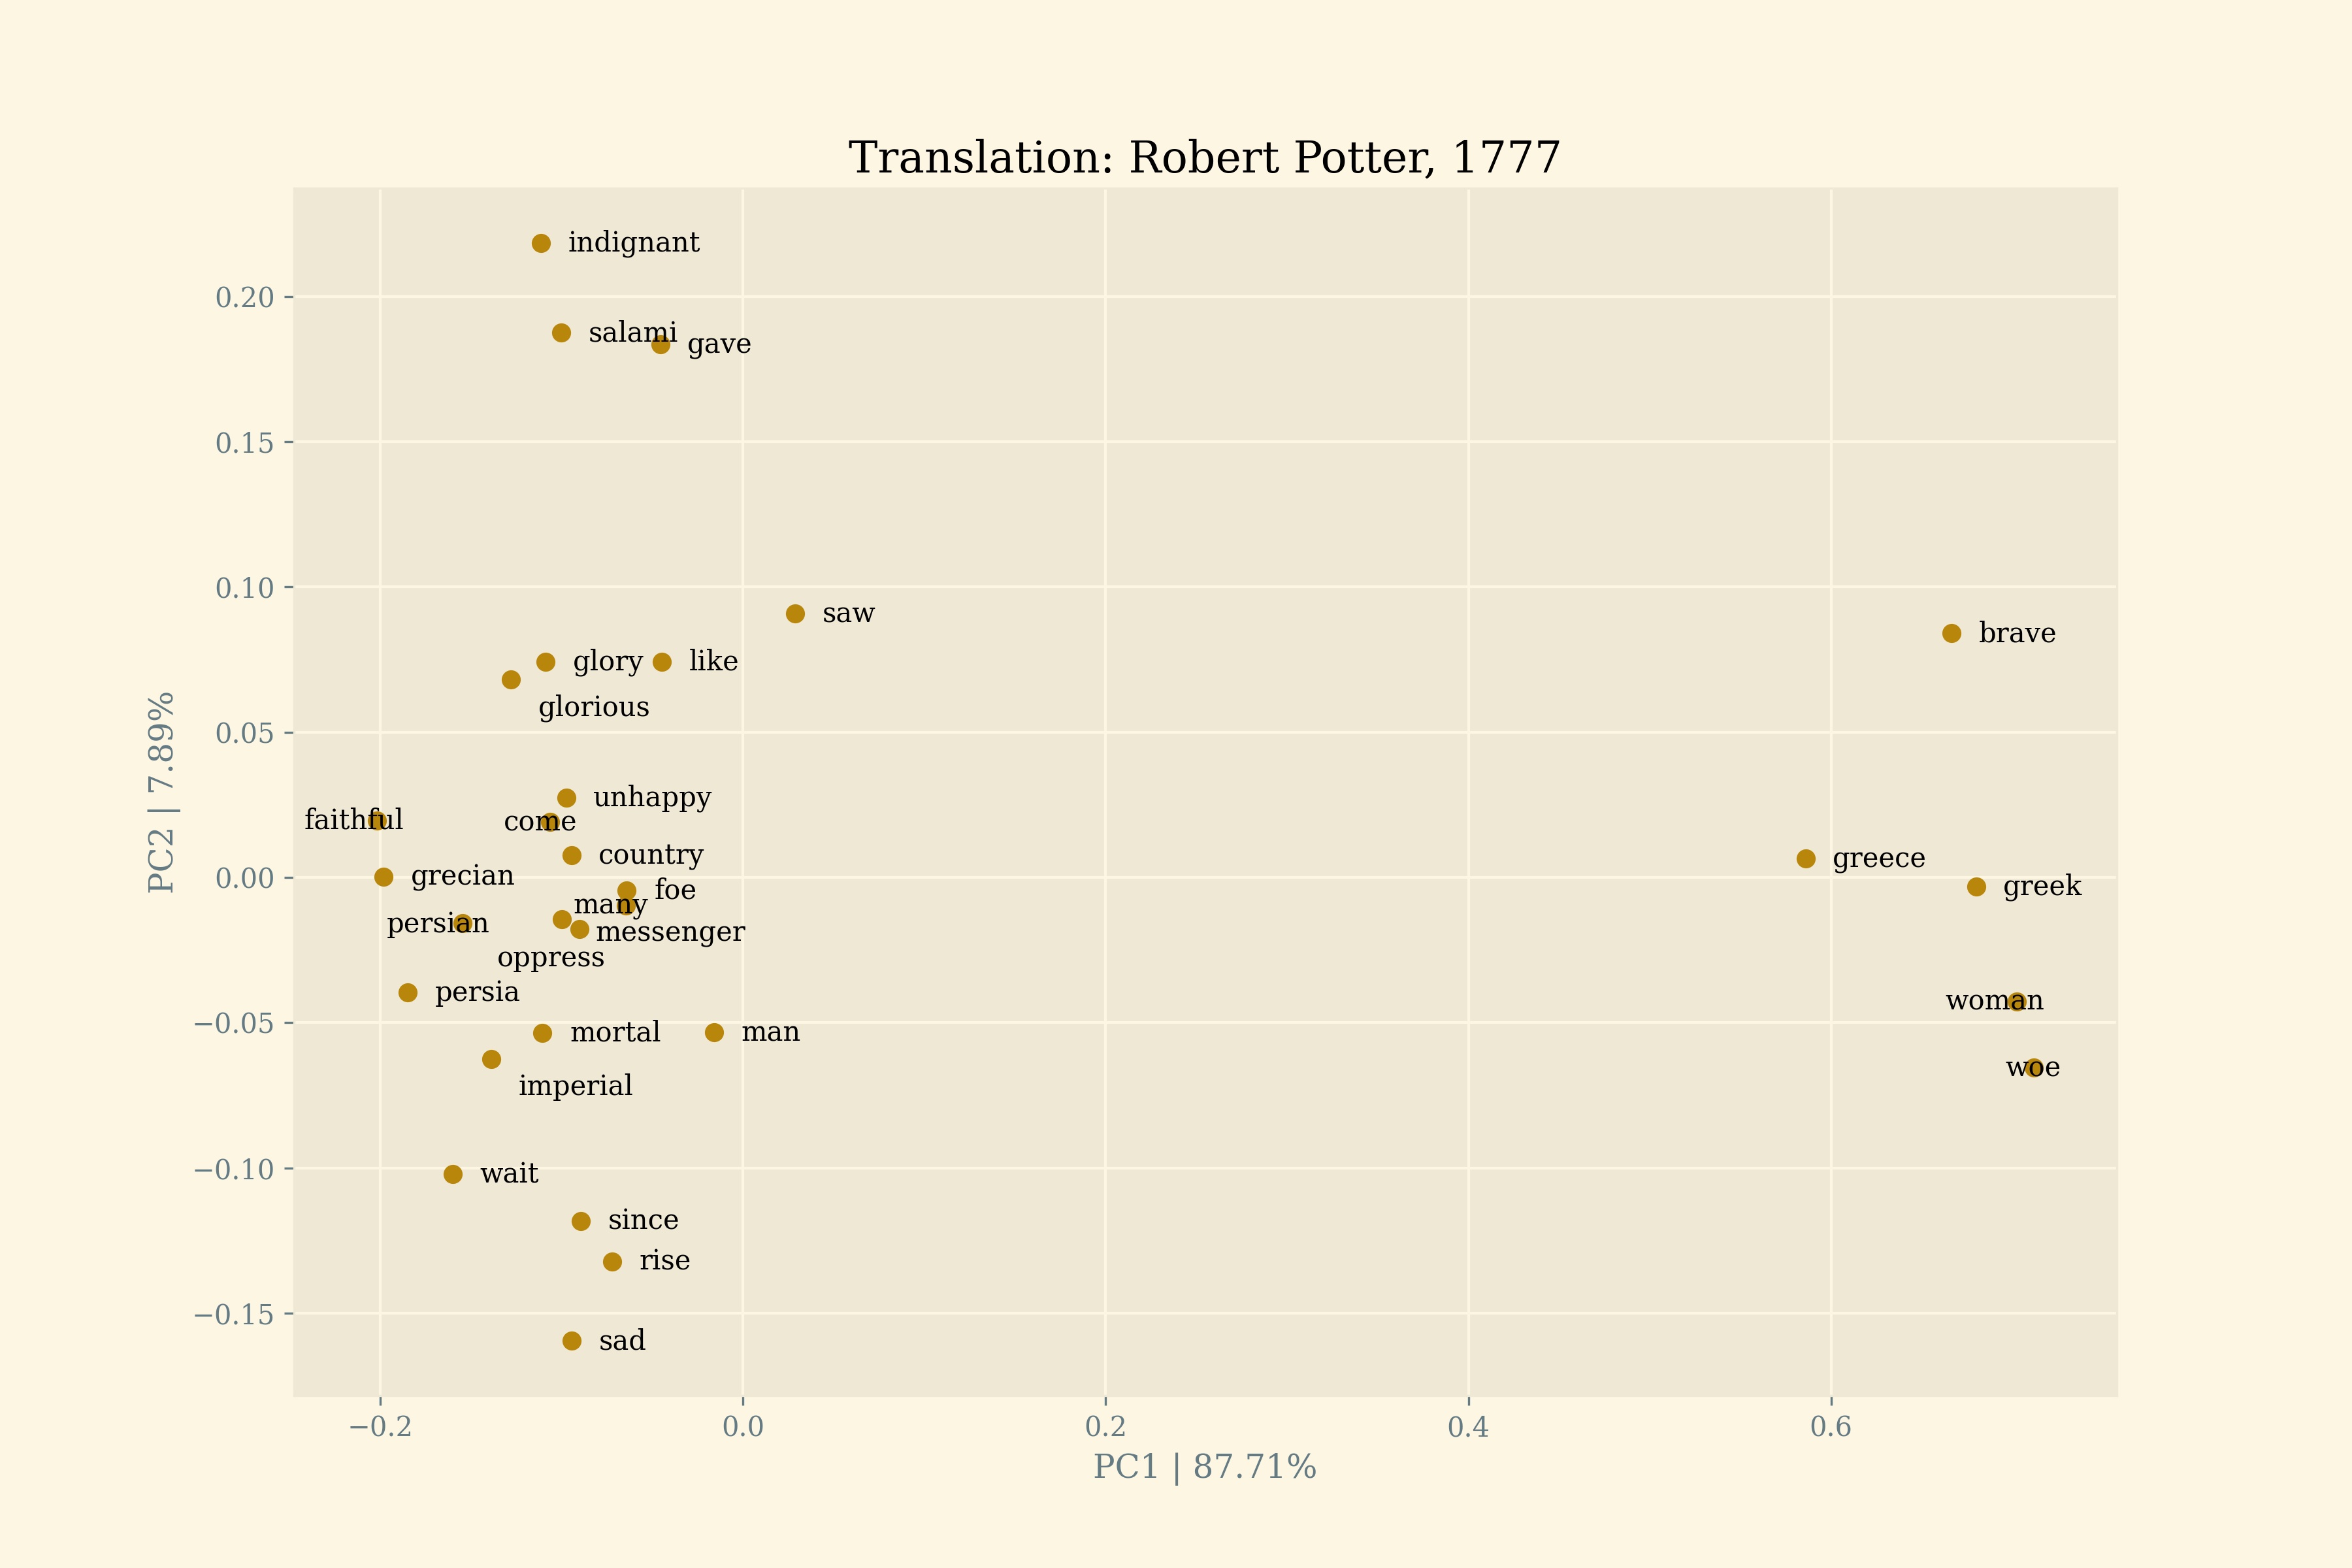 Translation: Robert Potter, 1777
indignant
0.20
salami
gave
0.15
0.10
saw
brave
glory
like
glorious
0.05
PC2 | 7.89%
unhappy
faithful
come
country
greece
0.00
grecian
greek
foe
many
persian
messenger
oppress
persia
woman
−0.05
mortal
man
woe
imperial
−0.10
wait
since
rise
−0.15
sad
−0.2
0.0
0.2
0.4
0.6
PC1 | 87.71%